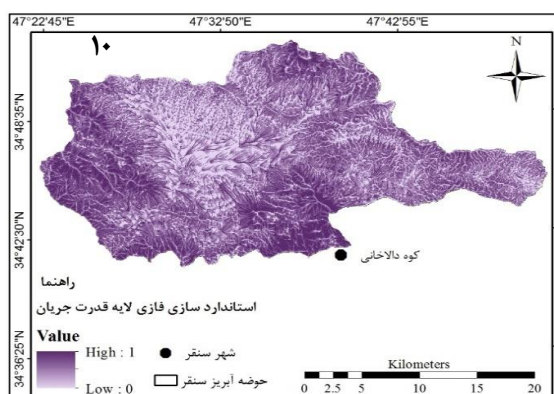 47°22'45"E 47°32'50"E 47°42'55"E
۱۰
N
34°48'35"N
34°42'30"N
34°36'25"N
کوه دالاخانی
راهنما
استاندارد سازی فازی لایه قدرت جریان
Value
High : 1
Low : 0
شهر سنقر
حوضه آبریز سنقر
Kilometers
0 2.5 5 10 15 20